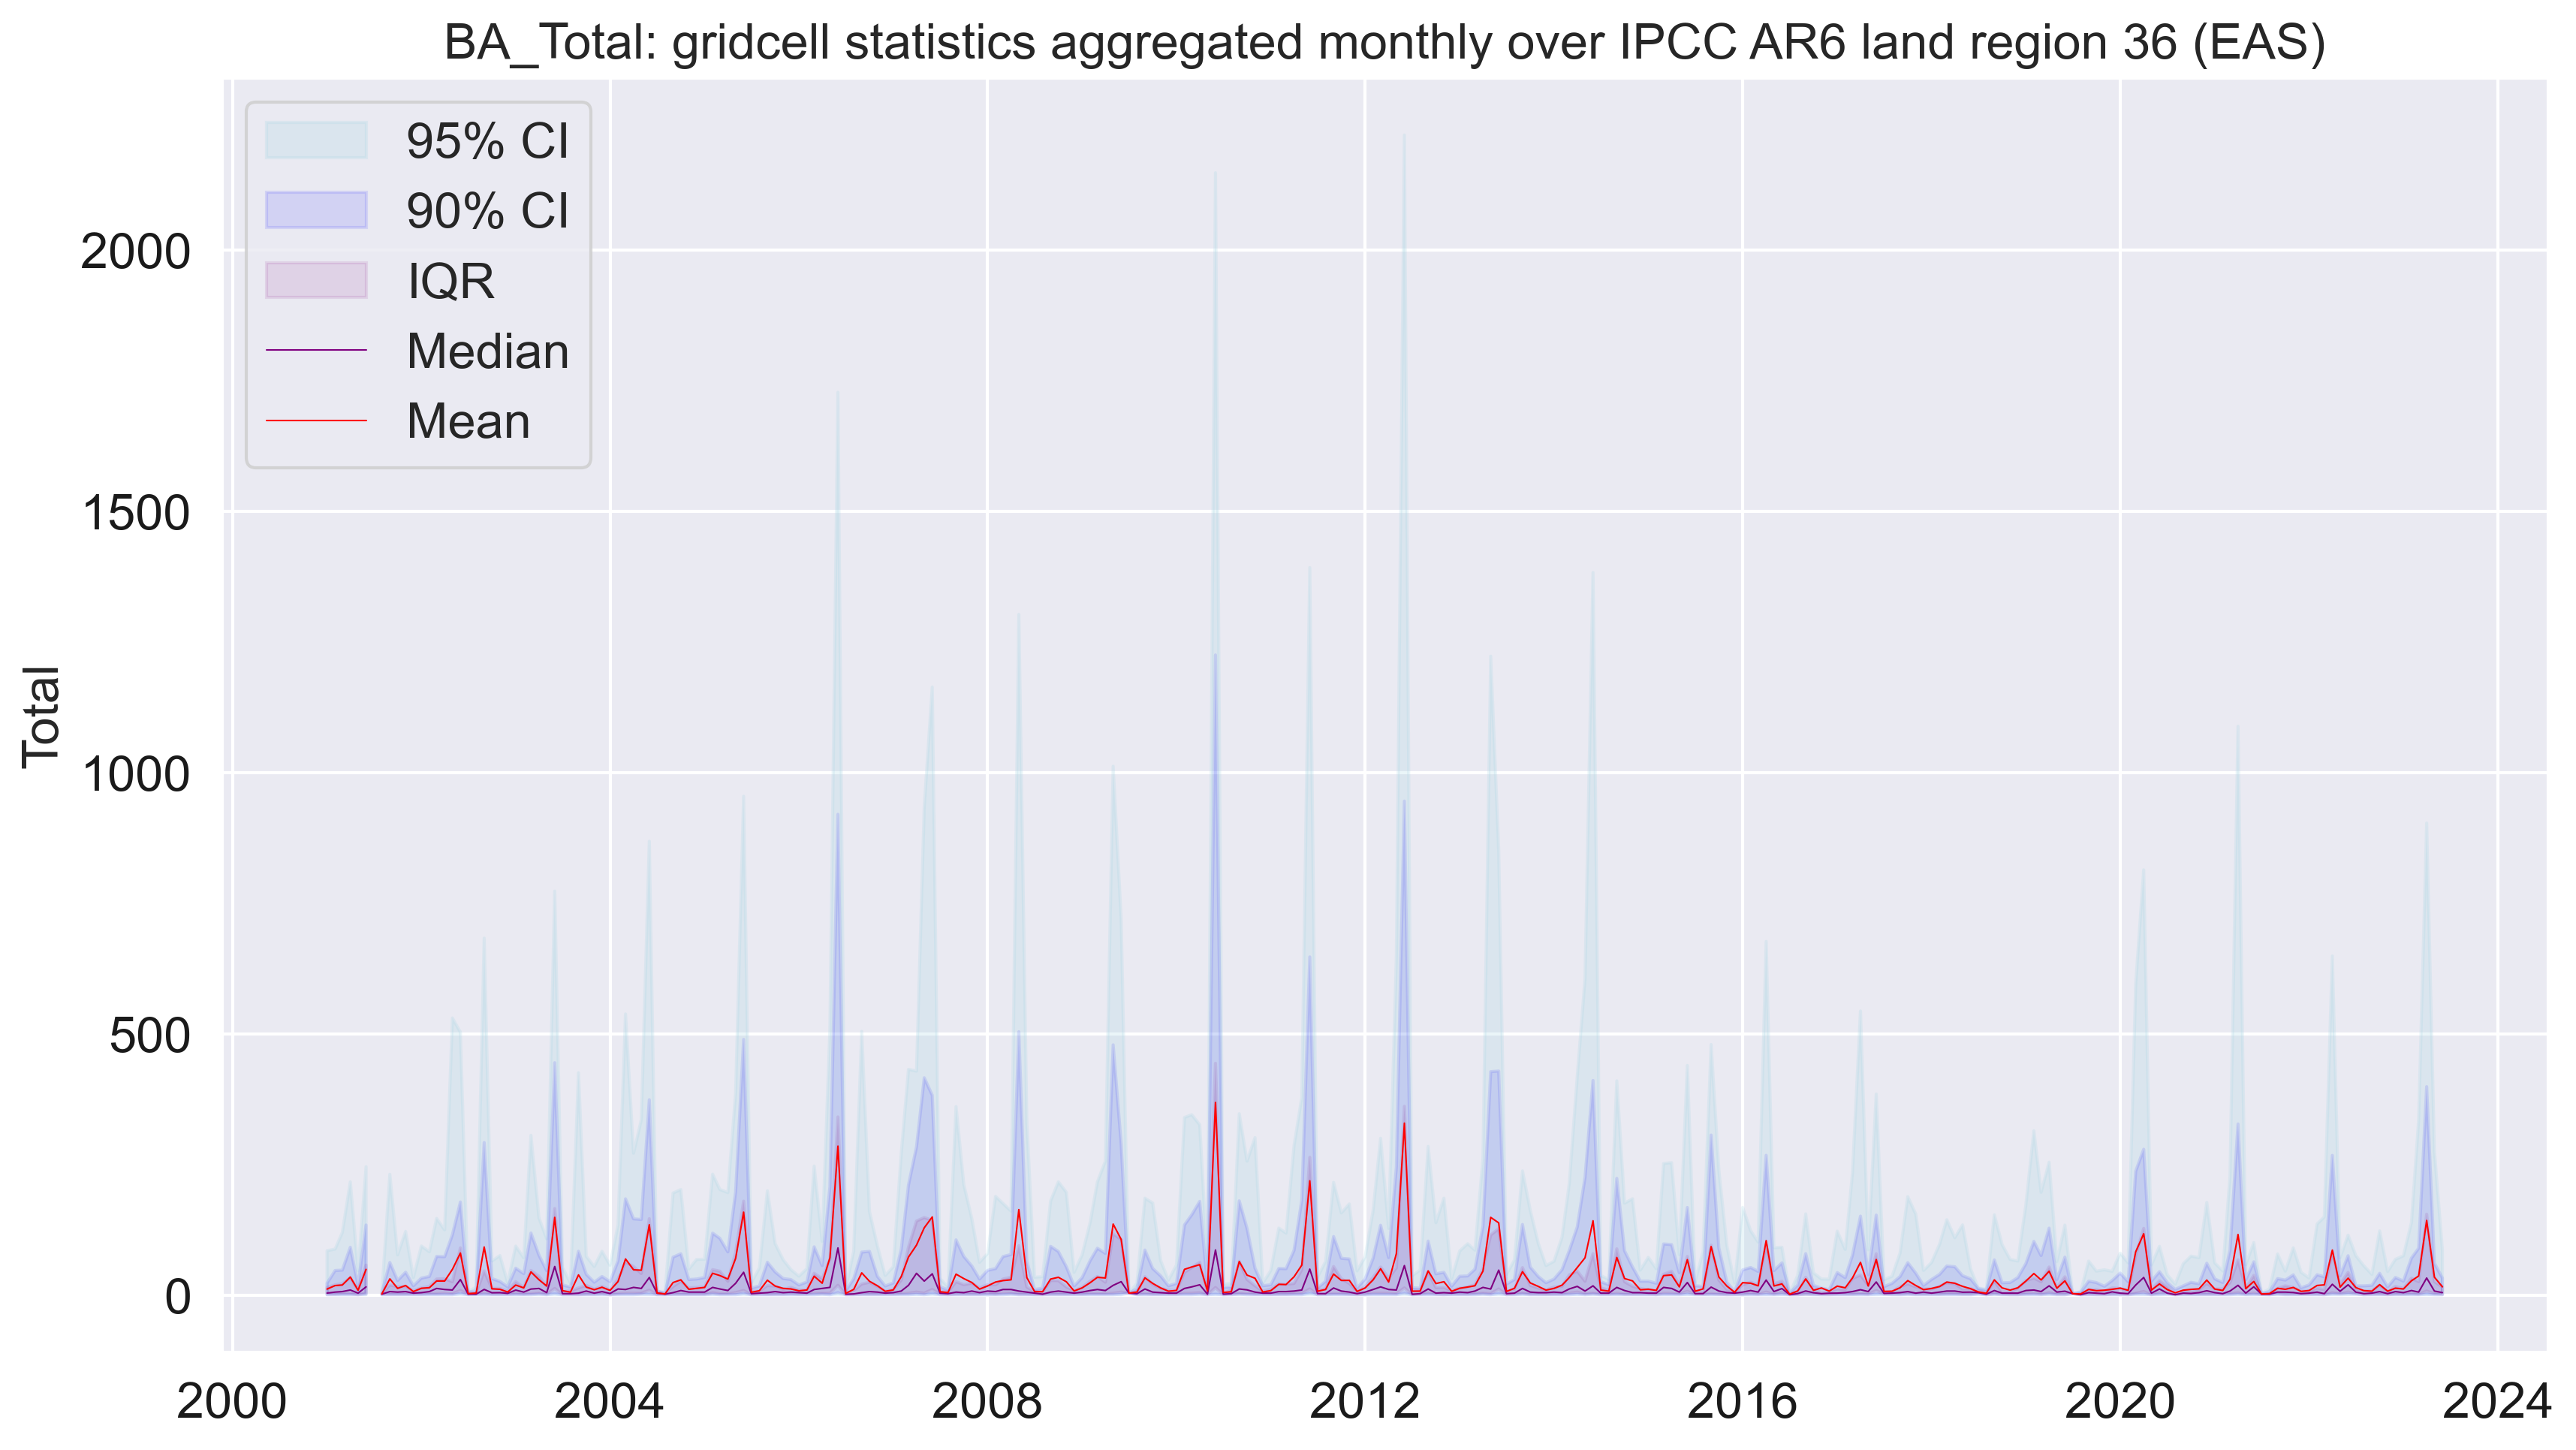 BA_Total: gridcell statistics aggregated monthly over IPCC AR6 land region 36 (EAS)
95% CI
90% CI
IQR
Median
Mean
Total
2000
1500
1000
500
0
2000
2004
2008
2012
2016
2020
2024